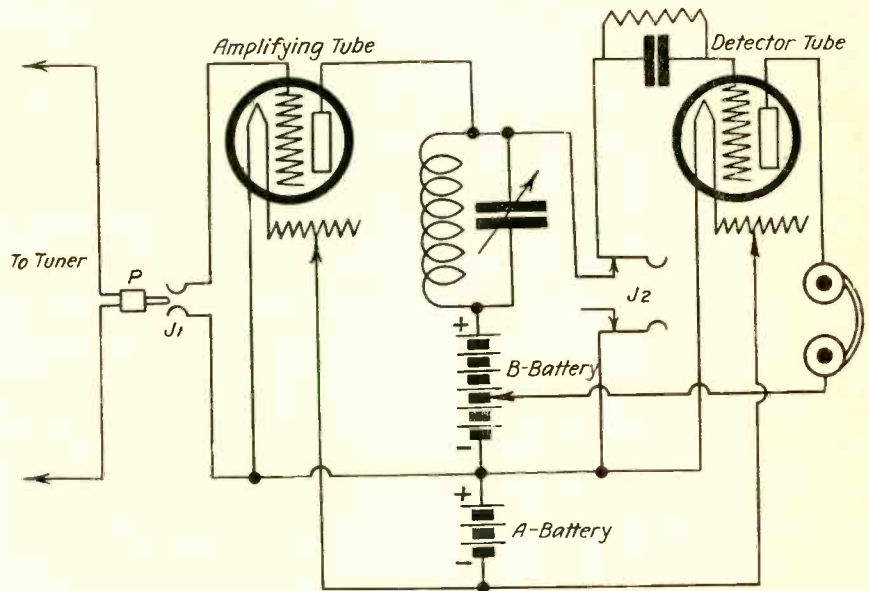 Amplifying Tube
Detector Tube
To Tuner
P
J1
J2
+
B-Battery
-
+
A-Battery
-